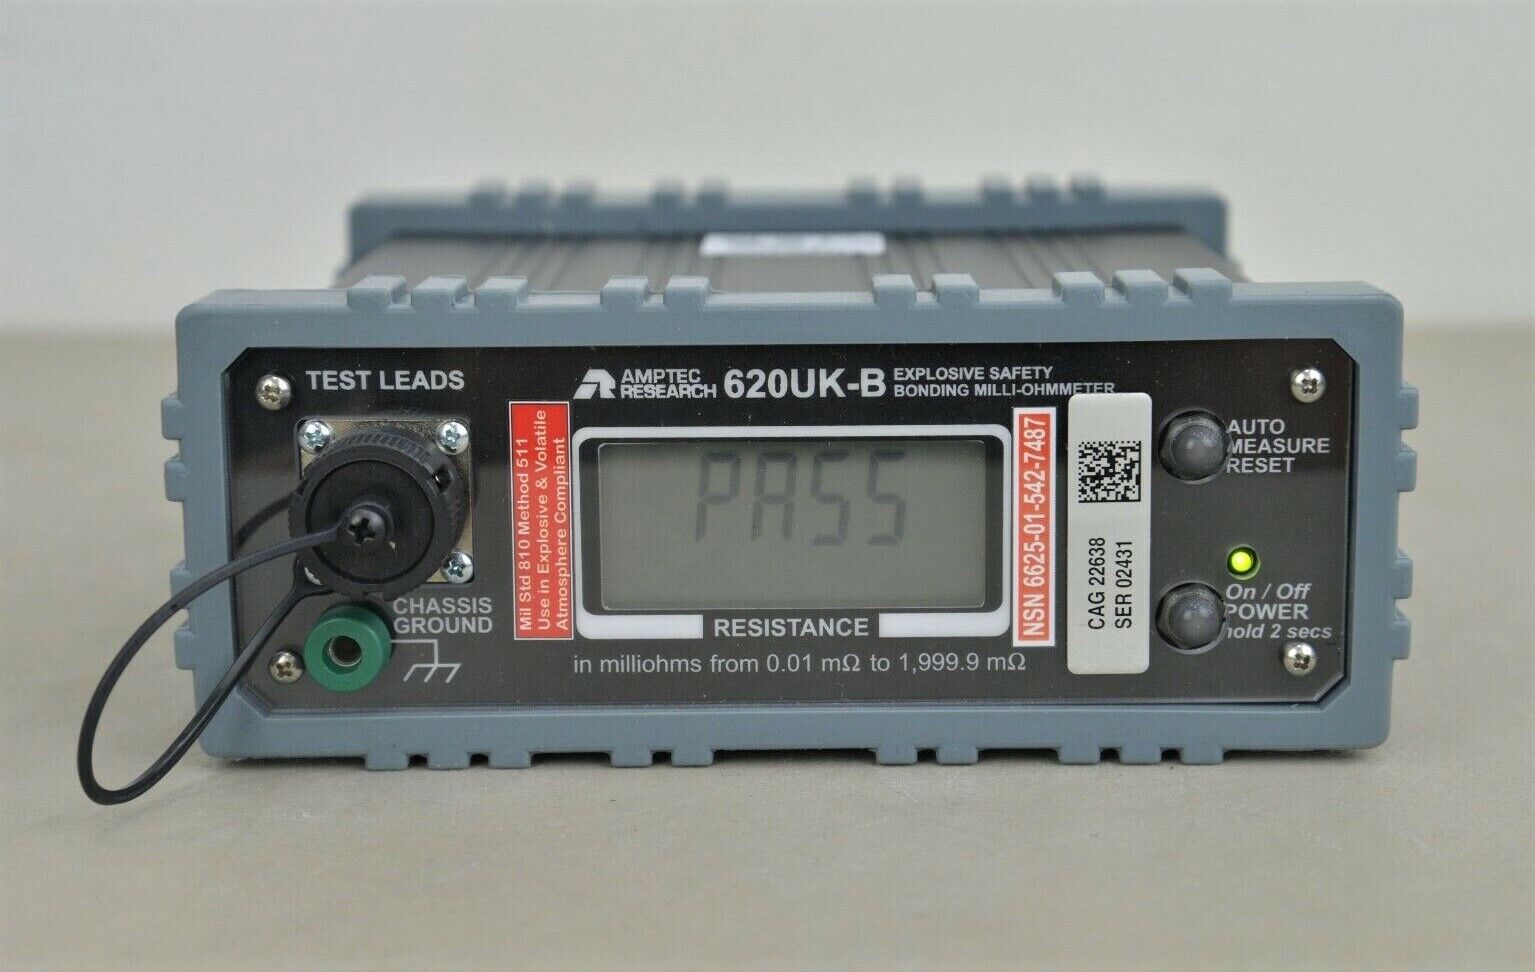 TEST LEADS
AMPTEC
RESEARCH
620UK-B
EXPLOSIVE SAFETY
BONDING MILLI-OHMMETER
Mil Std 810 Method 511
Use in Explosive & Volatile
Atmosphere Compliant
PASS
NSN 6625-01-542-7487
CAG 22638
SER 02431
AUTO
MEASURE
RESET
On / Off
POWER
hold 2 secs
CHASSIS
GROUND
RESISTANCE
in milliohms from 0.01 mΩ to 1,999.9 mΩ